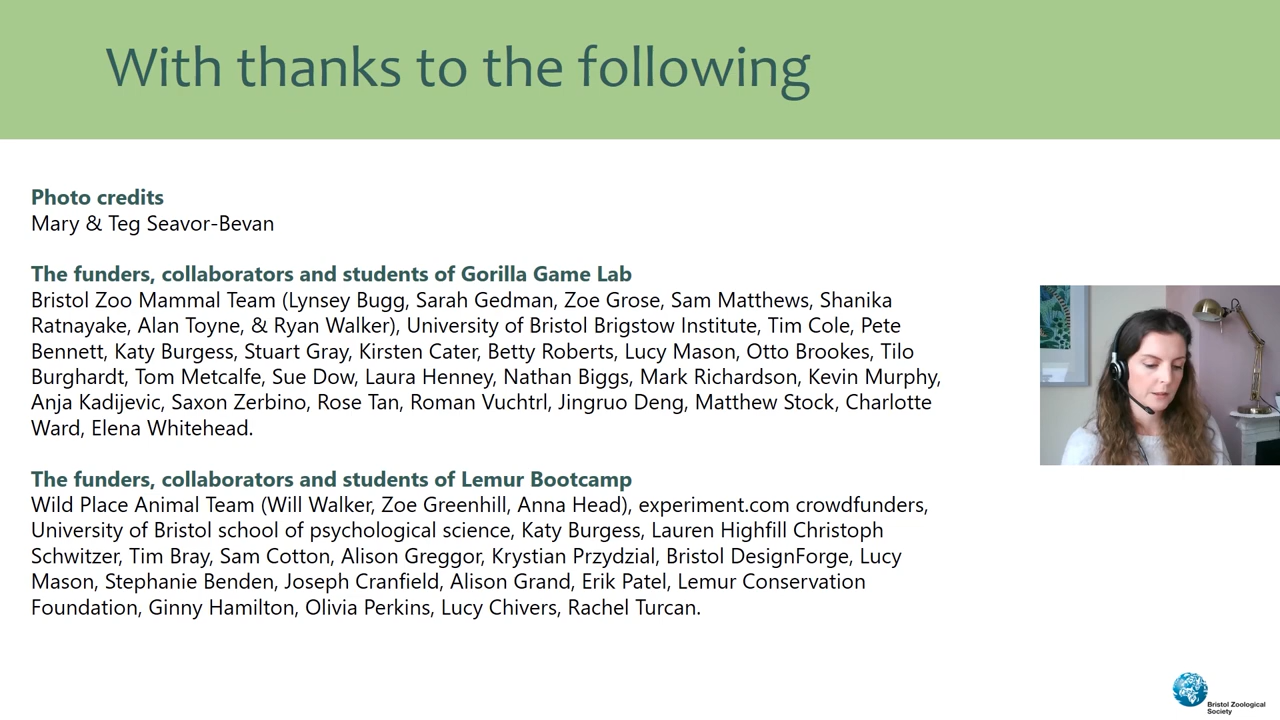 With thanks to the following
Photo credits
Mary & Teg Seavor-Bevan
The funders, collaborators and students of Gorilla Game Lab
Bristol Zoo Mammal Team (Lynsey Bugg, Sarah Gedman, Zoe Grose, Sam Matthews, Shanika
Ratnayake, Alan Toyne, & Ryan Walker), University of Bristol Brigstow Institute, Tim Cole, Pete
Bennett, Katy Burgess, Stuart Gray, Kirsten Cater, Betty Roberts, Lucy Mason, Otto Brookes, Tilo
Burghardt, Tom Metcalfe, Sue Dow, Laura Henney, Nathan Biggs, Mark Richardson, Kevin Murphy,
Anja Kadijevic, Saxon Zerbino, Rose Tan, Roman Vuchtrl, Jingruo Deng, Matthew Stock, Charlotte
Ward, Elena Whitehead.
The funders, collaborators and students of Lemur Bootcamp
Wild Place Animal Team (Will Walker, Zoe Greenhill, Anna Head), experiment.com crowdfunders,
University of Bristol school of psychological science, Katy Burgess, Lauren Highfill Christoph
Schwitzer, Tim Bray, Sam Cotton, Alison Greggor, Krystian Przydzial, Bristol DesignForge, Lucy
Mason, Stephanie Benden, Joseph Cranfield, Alison Grand, Erik Patel, Lemur Conservation
Foundation, Ginny Hamilton, Olivia Perkins, Lucy Chivers, Rachel Turcan.
Bristol Zoological
Society